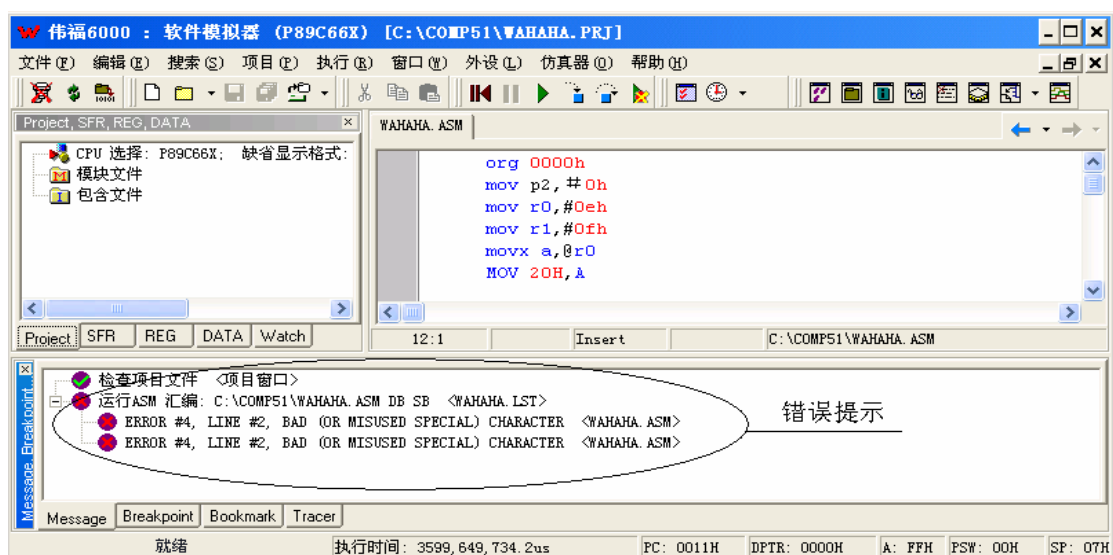 伟福6000 : 软件模拟器 (P89C66X) [C:\COMP51\WAHAHA.PRJ]
文件(F) 编辑(E) 搜索(S) 项目(P) 执行(R) 窗口(W) 外设(L) 仿真器(O) 帮助(H)
Project, SFR, REG, DATA
WAHAHA.ASM
CPU 选择: P89C66X; 缺省显示格式:
模块文件
包含文件
org 0000h
mov p2,＃0h
mov r0,#0eh
mov r1,#0fh
movx a,@r0
MOV 20H,A
Project SFR REG DATA Watch
12:1 Insert C:\COMP51\WAHAHA.ASM
Message, Breakpoint...
检查项目文件 <项目窗口>
运行ASM 汇编: C:\COMP51\WAHAHA.ASM DB SB <WAHAHA.LST>
ERROR #4, LINE #2, BAD (OR MISUSED SPECIAL) CHARACTER <WAHAHA.ASM>
ERROR #4, LINE #2, BAD (OR MISUSED SPECIAL) CHARACTER <WAHAHA.ASM>
错误提示
Message Breakpoint Bookmark Tracer
就绪 执行时间: 3599,649,734.2us PC: 0011H DPTR: 0000H A: FFH PSW: 00H SP: 07H